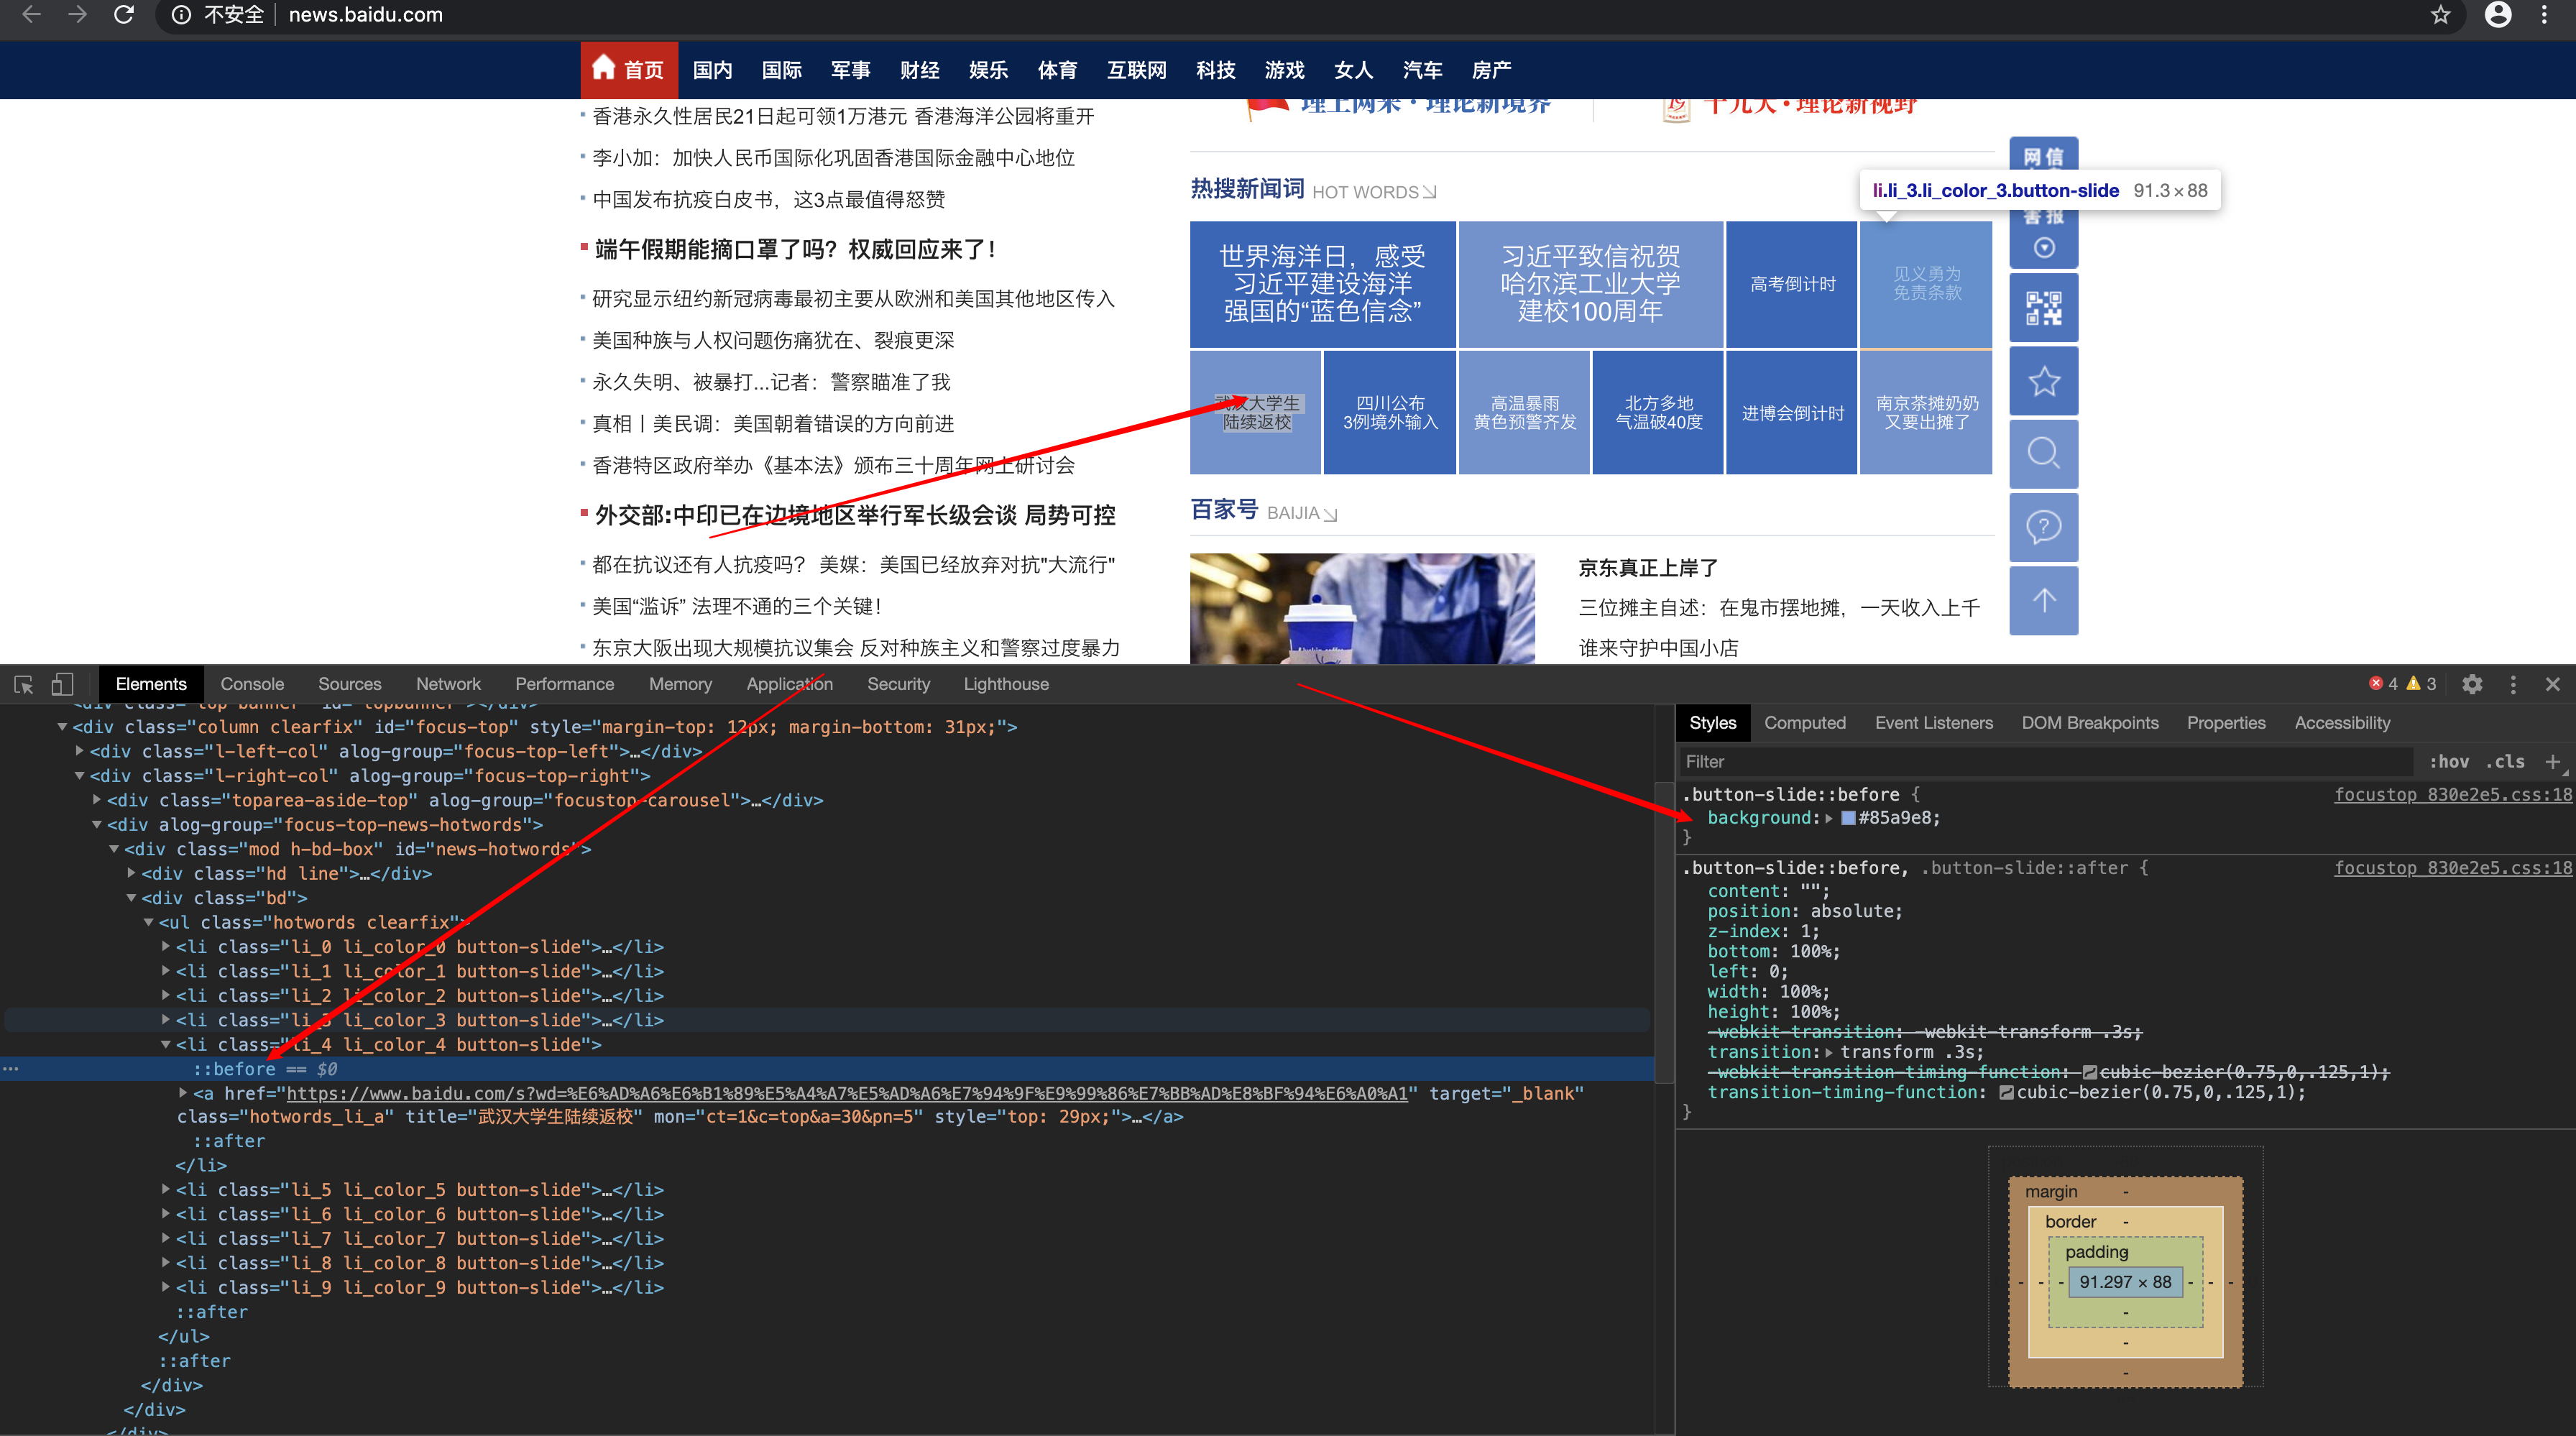 不安全 news.baidu.com
首页 国内 国际 军事 财经 娱乐 体育 互联网 科技 游戏 女人 汽车 房产
香港永久性居民21日起可领1万港元 香港海洋公园将重开
李小加：加快人民币国际化巩固香港国际金融中心地位
中国发布抗疫白皮书，这3点最值得怒赞
端午假期能摘口罩了吗？权威回应来了！
研究显示纽约新冠病毒最初主要从欧洲和美国其他地区传入
美国种族与人权问题伤痛犹在、裂痕更深
永久失明、被暴打...记者：警察瞄准了我
真相丨美民调：美国朝着错误的方向前进
香港特区政府举办《基本法》颁布三十周年网上研讨会
外交部:中印已在边境地区举行军长级会谈 局势可控
都在抗议还有人抗疫吗？ 美媒：美国已经放弃对抗"大流行"
美国“滥诉” 法理不通的三个关键！
东京大阪出现大规模抗议集会 反对种族主义和警察过度暴力
理上网来·理论新境界
19 十九大·理论新视野
热搜新闻词 HOT WORDS
li.li_3.li_color_3.button-slide 91.3×88
世界海洋日，感受
习近平建设海洋
强国的“蓝色信念”
习近平致信祝贺
哈尔滨工业大学
建校100周年
高考倒计时
见义勇为
免责条款
武汉大学生
陆续返校
四川公布
3例境外输入
高温暴雨
黄色预警齐发
北方多地
气温破40度
进博会倒计时
南京茶摊奶奶
又要出摊了
网信
害报
百家号 BAIJIA
京东真正上岸了
三位摊主自述：在鬼市摆地摊，一天收入上千
谁来守护中国小店
Elements Console Sources Network Performance Memory Application Security Lighthouse 4 3
<div class="top-banner" id="topbanner"></div>
<div class="column clearfix" id="focus-top" style="margin-top: 12px; margin-bottom: 31px;">
<div class="l-left-col" alog-group="focus-top-left">…</div>
<div class="l-right-col" alog-group="focus-top-right">
<div class="toparea-aside-top" alog-group="focustop-carousel">…</div>
<div alog-group="focus-top-news-hotwords">
<div class="mod h-bd-box" id="news-hotwords">
<div class="hd line">…</div>
<div class="bd">
<ul class="hotwords clearfix">
<li class="li_0 li_color_0 button-slide">…</li>
<li class="li_1 li_color_1 button-slide">…</li>
<li class="li_2 li_color_2 button-slide">…</li>
<li class="li_3 li_color_3 button-slide">…</li>
<li class="li_4 li_color_4 button-slide">
::before == $0
<a href="https://www.baidu.com/s?wd=%E6%AD%A6%E6%B1%89%E5%A4%A7%E5%AD%A6%E7%94%9F%E9%99%86%E7%BB%AD%E8%BF%94%E6%A0%A1" target="_blank"
class="hotwords_li_a" title="武汉大学生陆续返校" mon="ct=1&c=top&a=30&pn=5" style="top: 29px;">…</a>
::after
</li>
<li class="li_5 li_color_5 button-slide">…</li>
<li class="li_6 li_color_6 button-slide">…</li>
<li class="li_7 li_color_7 button-slide">…</li>
<li class="li_8 li_color_8 button-slide">…</li>
<li class="li_9 li_color_9 button-slide">…</li>
::after
</ul>
::after
</div>
</div>
</div>
Styles Computed Event Listeners DOM Breakpoints Properties Accessibility
Filter :hov .cls +
.button-slide::before { focustop_830e2e5.css:18
background: #85a9e8;
}
.button-slide::before, .button-slide::after { focustop_830e2e5.css:18
content: "";
position: absolute;
z-index: 1;
bottom: 100%;
left: 0;
width: 100%;
height: 100%;
-webkit-transition: -webkit-transform .3s;
transition: transform .3s;
-webkit-transition-timing-function: cubic-bezier(0.75,0,.125,1);
transition-timing-function: cubic-bezier(0.75,0,.125,1);
}
margin -
border -
padding -
- - - 91.297 × 88 - - -
-
-
-